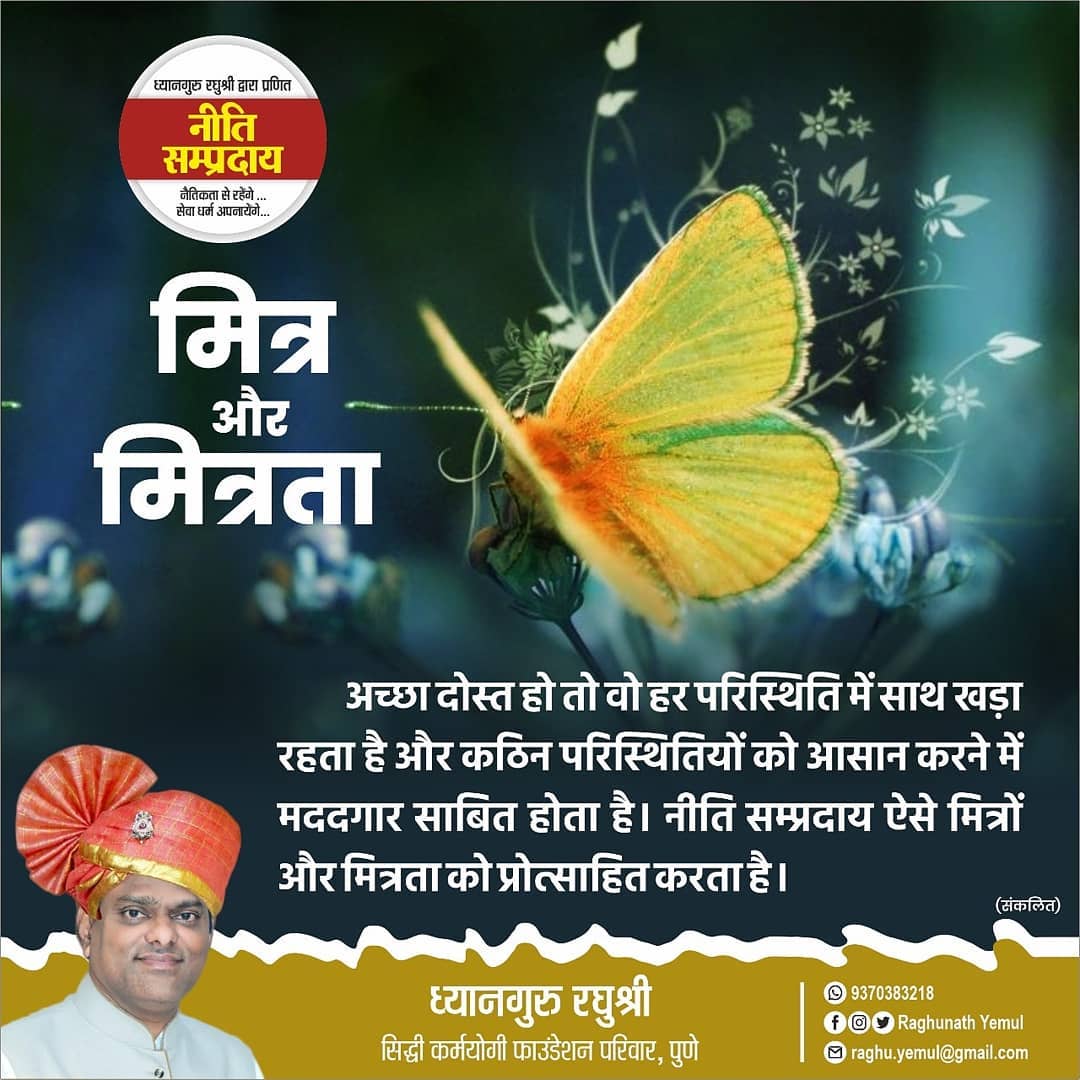 ध्यानगुरु रघुश्री द्वारा प्रणित
नीति
सम्प्रदाय
नैतिकता से रहेंगे ...
सेवा धर्म अपनायेंगे...
मित्र
और
मित्रता
अच्छा दोस्त हो तो वो हर परिस्थिति में साथ खड़ा
रहता है और कठिन परिस्थितियों को आसान करने में
मददगार साबित होता है। नीति सम्प्रदाय ऐसे मित्रों
और मित्रता को प्रोत्साहित करता है।
(संकलित)
ध्यानगुरु रघुश्री
सिद्धी कर्मयोगी फाउंडेशन परिवार, पुणे
9370383218
Raghunath Yemul
raghu.yemul@gmail.com